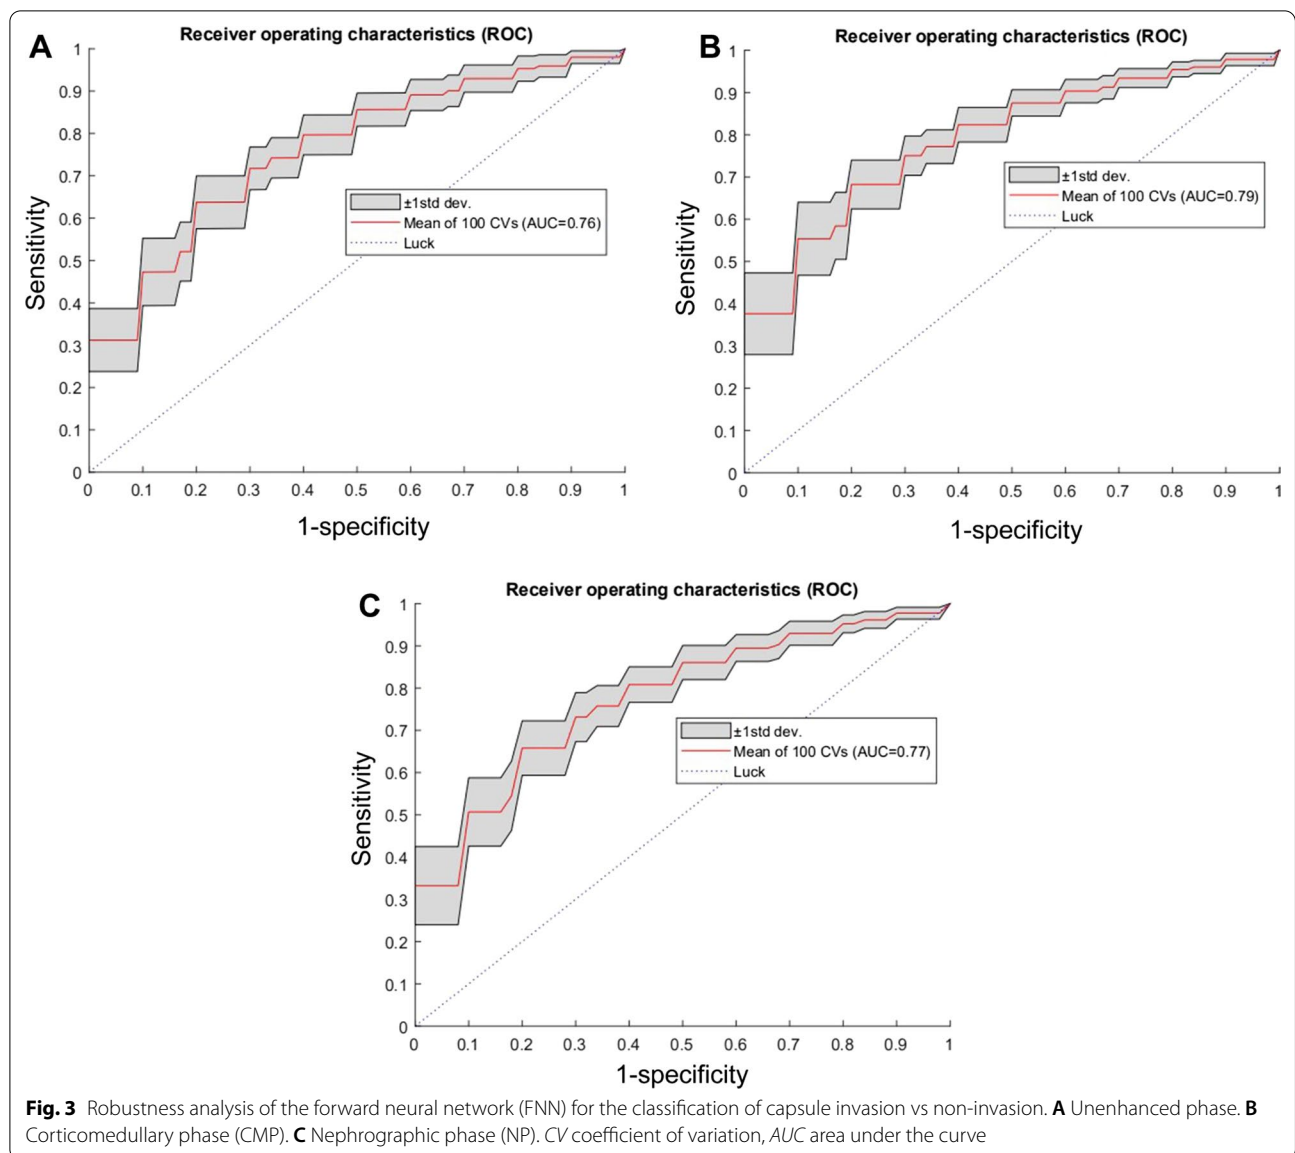 A
Receiver operating characteristics (ROC)
1
0.9
0.8
0.7
0.6
0.5
0.4
0.3
0.2
0.1
0
Sensitivity
±1std dev.
Mean of 100 CVs (AUC=0.76)
Luck
0 0.1 0.2 0.3 0.4 0.5 0.6 0.7 0.8 0.9 1
1-specificity
B
Receiver operating characteristics (ROC)
1
0.9
0.8
0.7
0.6
0.5
0.4
0.3
0.2
0.1
0
Sensitivity
±1std dev.
Mean of 100 CVs (AUC=0.79)
Luck
0 0.1 0.2 0.3 0.4 0.5 0.6 0.7 0.8 0.9 1
1-specificity
C
Receiver operating characteristics (ROC)
1
0.9
0.8
0.7
0.6
0.5
0.4
0.3
0.2
0.1
0
Sensitivity
±1std dev.
Mean of 100 CVs (AUC=0.77)
Luck
0 0.1 0.2 0.3 0.4 0.5 0.6 0.7 0.8 0.9 1
1-specificity
Fig. 3 Robustness analysis of the forward neural network (FNN) for the classification of capsule invasion vs non-invasion. A Unenhanced phase. B
Corticomedullary phase (CMP). C Nephrographic phase (NP). CV coefficient of variation, AUC area under the curve